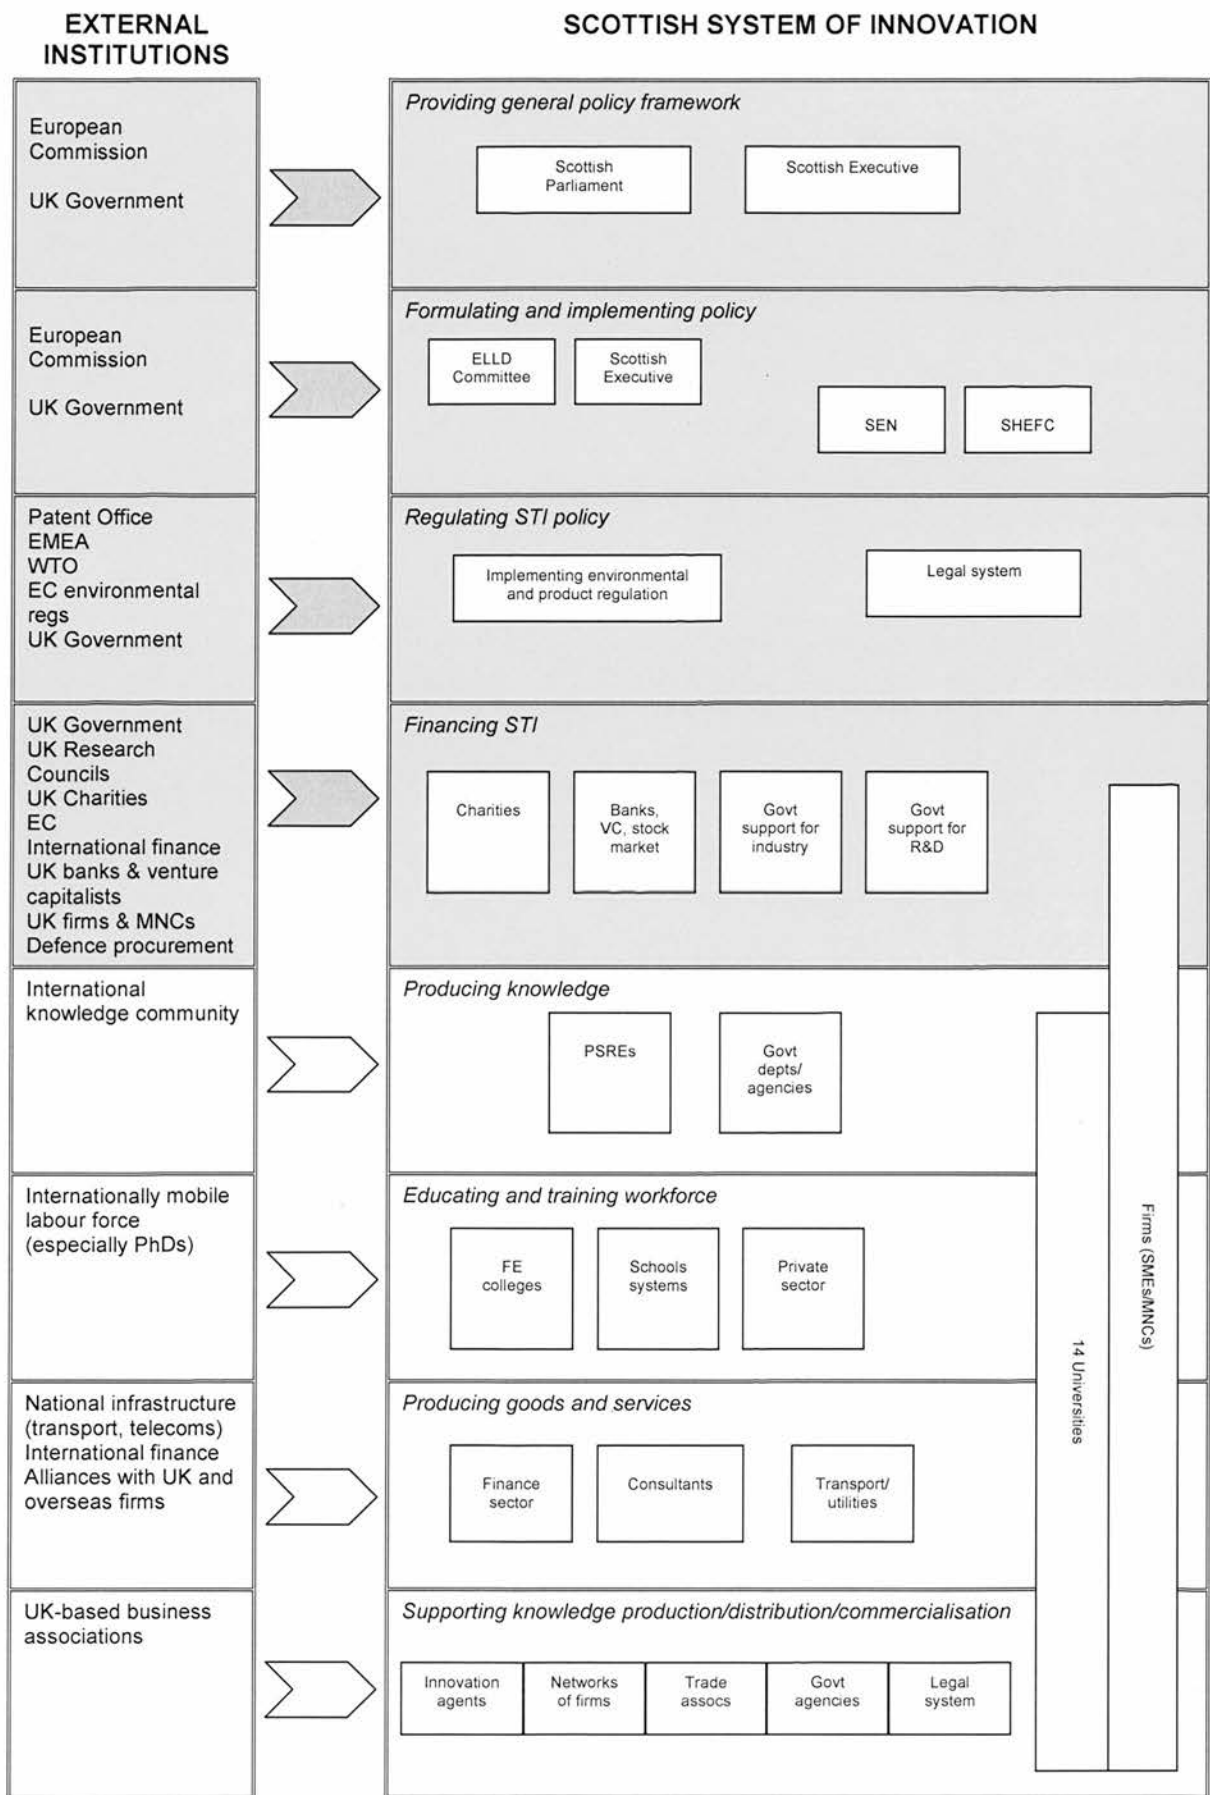 EXTERNAL
INSTITUTIONS
SCOTTISH SYSTEM OF INNOVATION
European
Commission
UK Government
Providing general policy framework
Scottish
Parliament
Scottish Executive
European
Commission
UK Government
Formulating and implementing policy
ELLD
Committee
Scottish
Executive
SEN
SHEFC
Patent Office
EMEA
WTO
EC environmental
regs
UK Government
Regulating STI policy
Implementing environmental
and product regulation
Legal system
UK Government
UK Research
Councils
UK Charities
EC
International finance
UK banks & venture
capitalists
UK firms & MNCs
Defence procurement
Financing STI
Charities
Banks,
VC, stock
market
Govt
support for
industry
Govt
support for
R&D
International
knowledge community
Producing knowledge
PSREs
Govt
depts/
agencies
Internationally mobile
labour force
(especially PhDs)
Educating and training workforce
FE
colleges
Schools
systems
Private
sector
Firms (SMEs/MNCs)
14 Universities
National infrastructure
(transport, telecoms)
International finance
Alliances with UK and
overseas firms
Producing goods and services
Finance
sector
Consultants
Transport/
utilities
UK-based business
associations
Supporting knowledge production/distribution/commercialisation
Innovation
agents
Networks
of firms
Trade
assocs
Govt
agencies
Legal
system